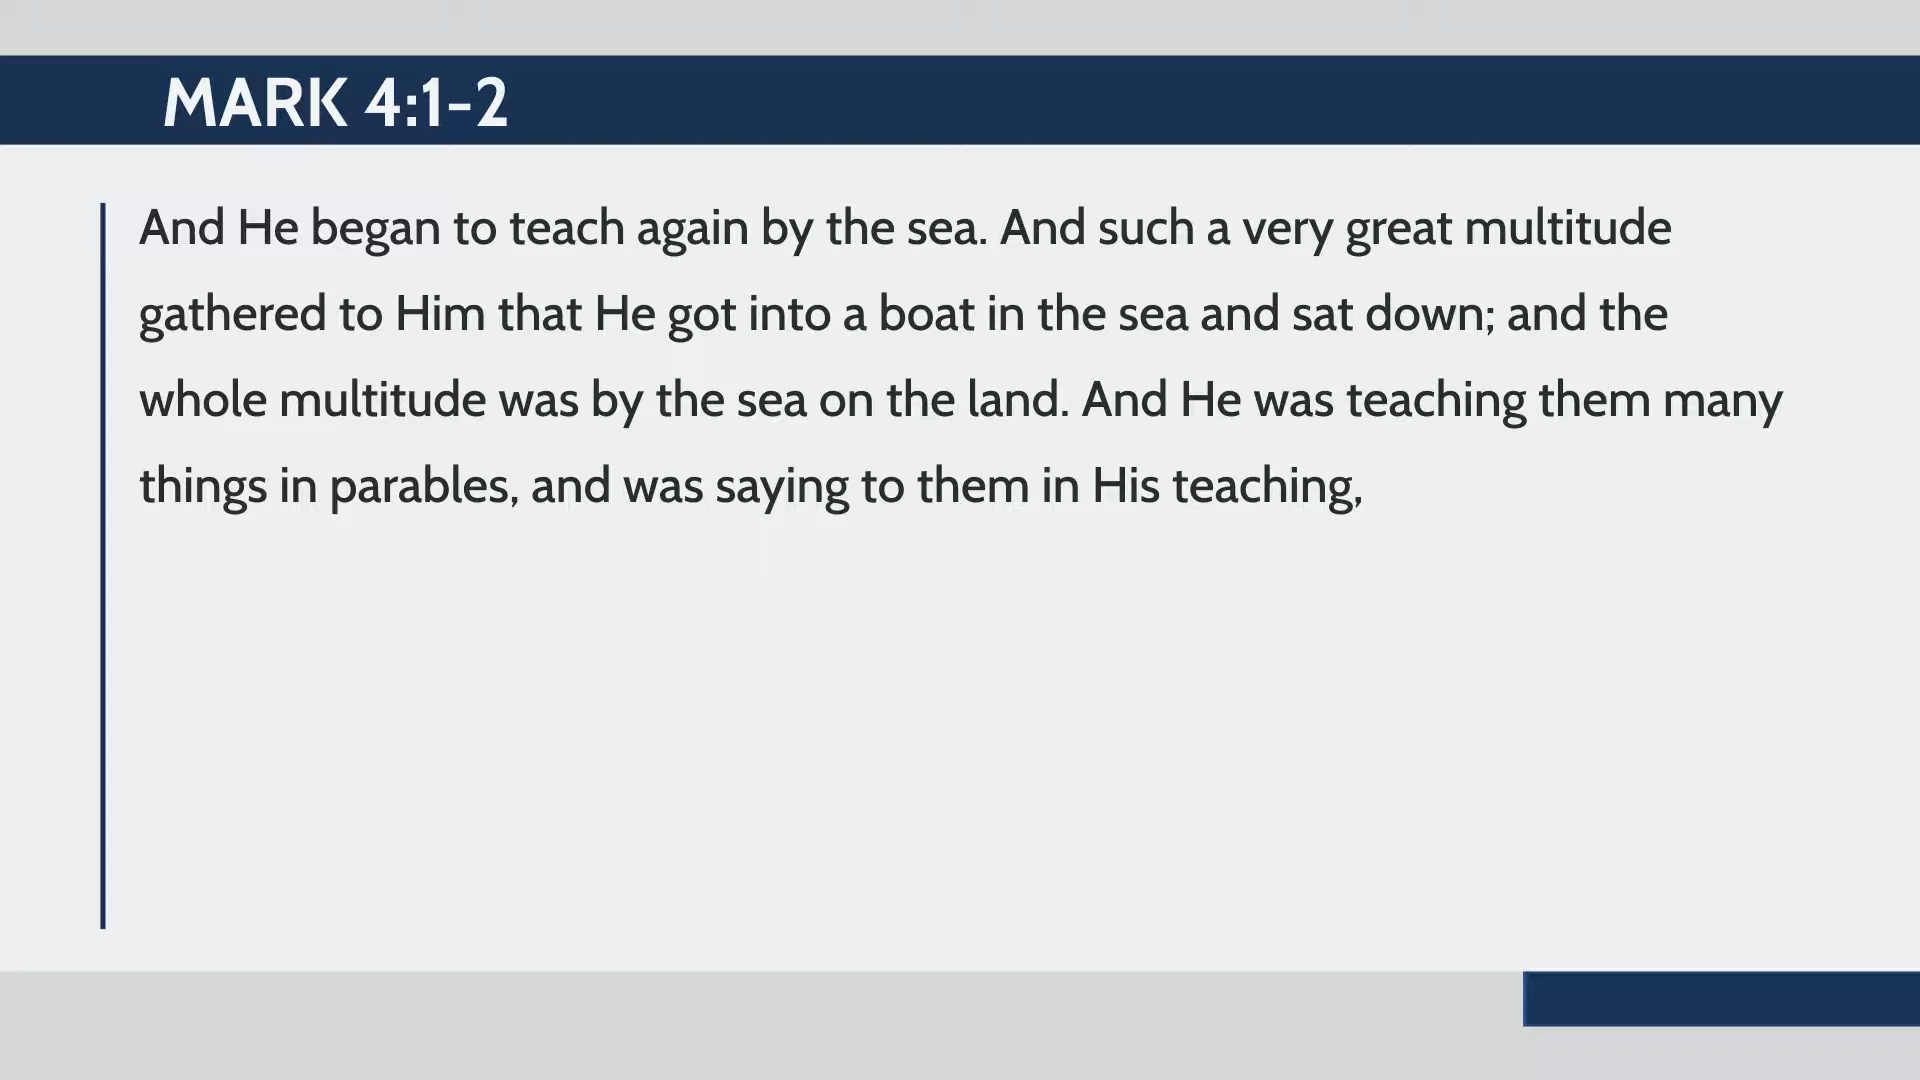 MARK 4:1-2
And He began to teach again by the sea. And such a very great multitude
gathered to Him that He got into a boat in the sea and sat down; and the
whole multitude was by the sea on the land. And He was teaching them many
things in parables, and was saying to them in His teaching,